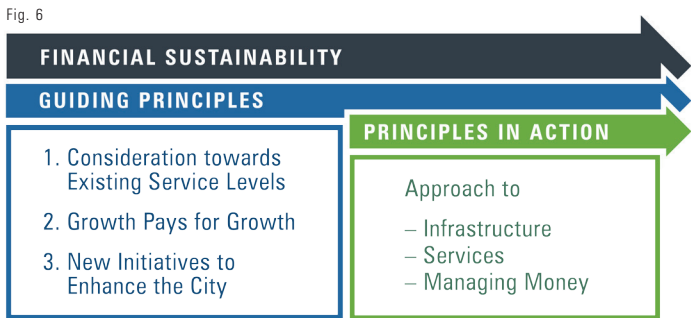 Fig. 6
FINANCIAL SUSTAINABILITY
GUIDING PRINCIPLES
1. Consideration towards
Existing Service Levels
2. Growth Pays for Growth
3. New Initiatives to
Enhance the City
PRINCIPLES IN ACTION
Approach to
– Infrastructure
– Services
– Managing Money